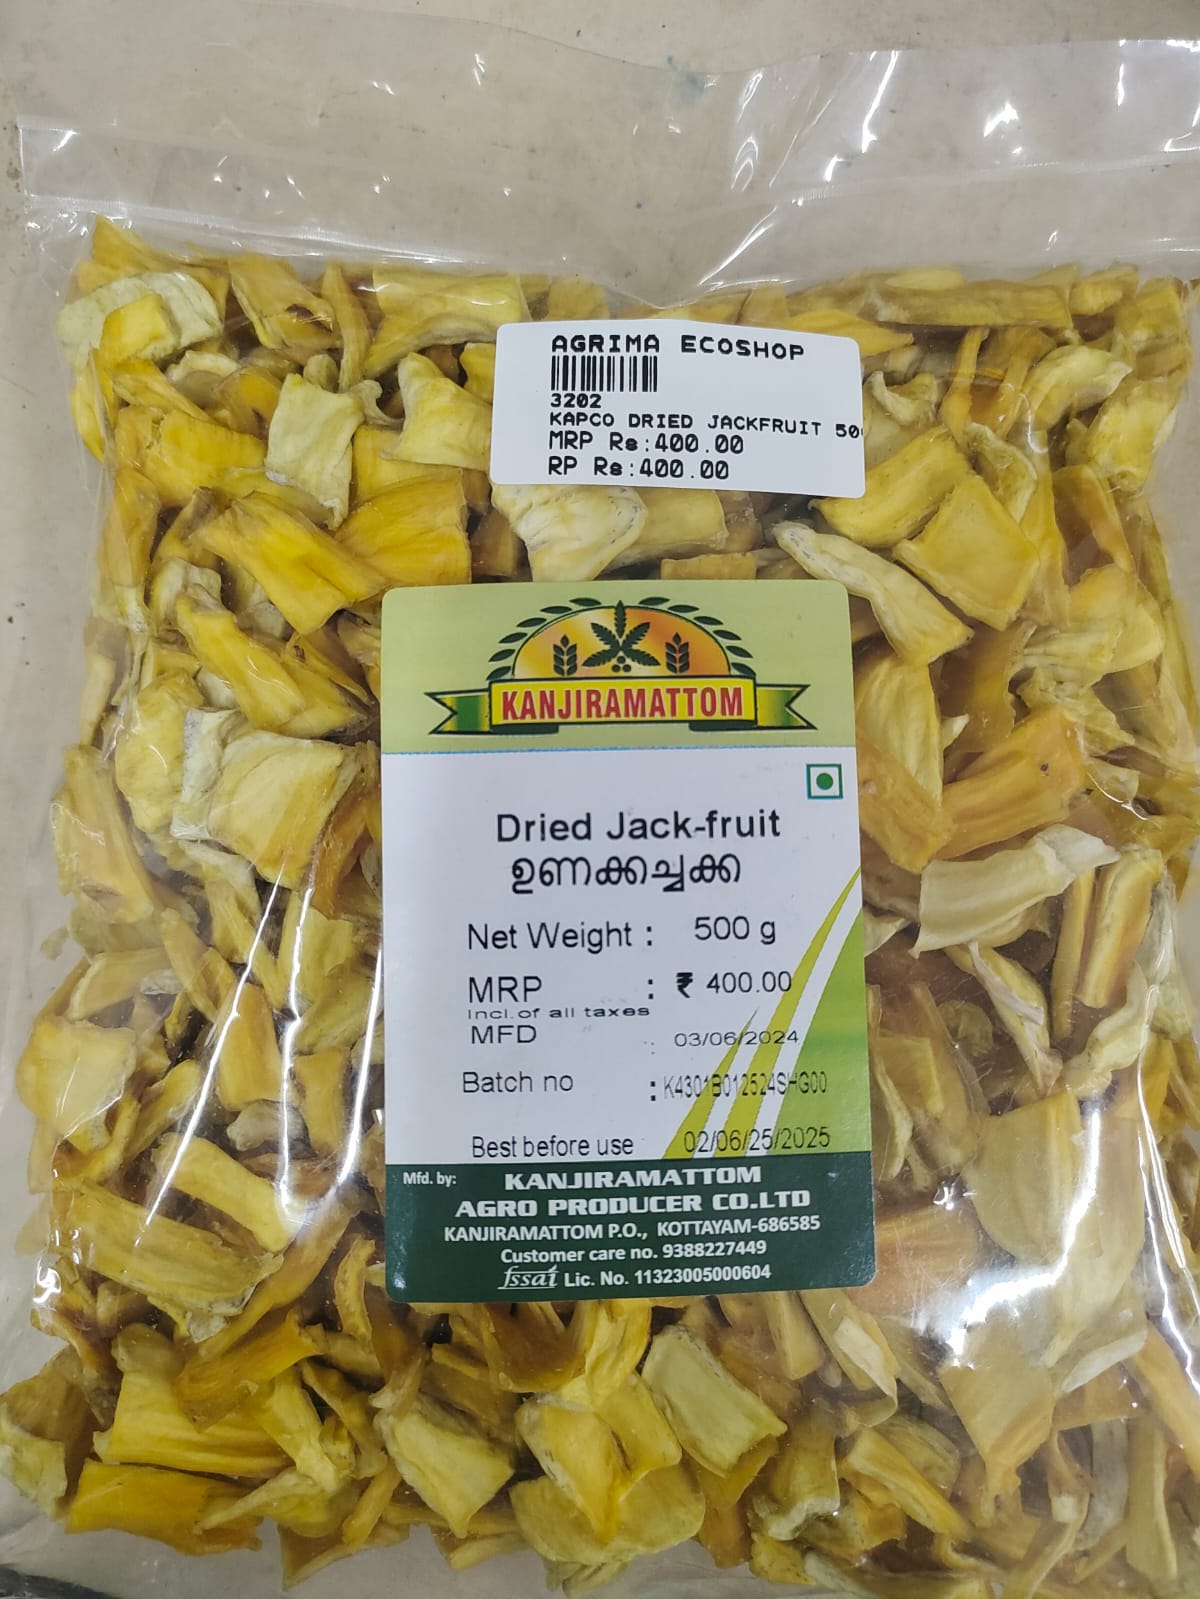 AGRIMA ECOSHOP
3202
KAPCO DRIED JACKFRUIT 50
MRP Rs:400.00
RP Rs:400.00
KANJIRAMATTOM
Dried Jack-fruit
ഉണക്കച്ചക്ക
Net Weight : 500 g
MRP : ₹ 400.00
Incl.of all taxes
MFD : 03/06/2024
Batch no : K4301B012524SHG00
Best before use 02/06/25/2025
Mfd. by: KANJIRAMATTOM
AGRO PRODUCER CO.LTD
KANJIRAMATTOM P.O., KOTTAYAM-686585
Customer care no. 9388227449
fssai Lic. No. 11323005000604